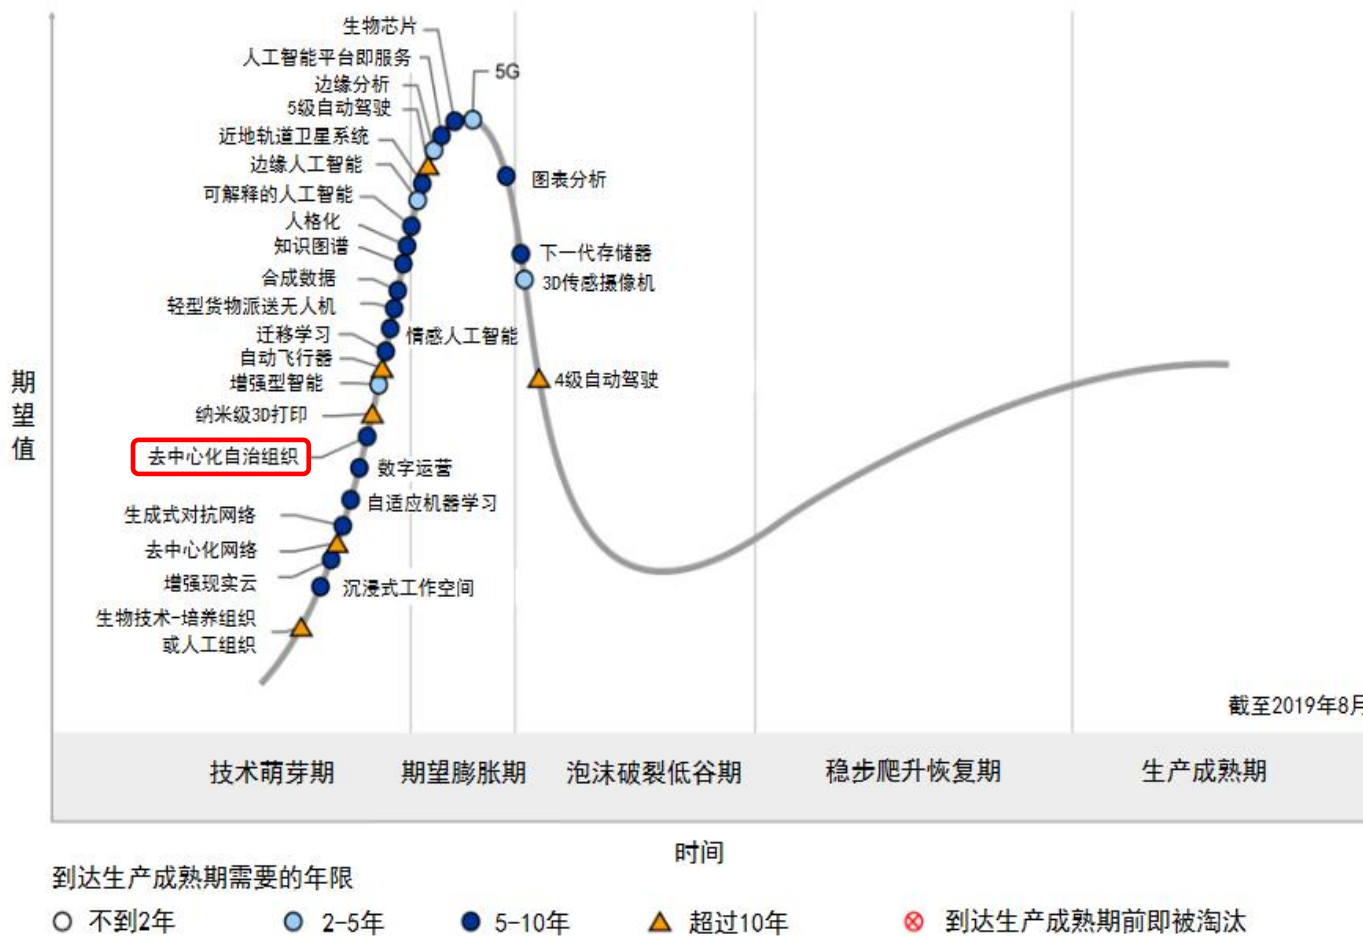 生物芯片
人工智能平台即服务
5G
边缘分析
5级自动驾驶
近地轨道卫星系统
边缘人工智能
图表分析
可解释的人工智能
人格化
知识图谱
下一代存储器
合成数据
3D传感摄像机
轻型货物派送无人机
迁移学习
情感人工智能
自动飞行器
增强型智能
4级自动驾驶
纳米级3D打印
去中心化自治组织
数字运营
自适应机器学习
生成式对抗网络
去中心化网络
增强现实云
沉浸式工作空间
生物技术-培养组织
或人工组织
期望值
截至2019年8月
技术萌芽期 期望膨胀期 泡沫破裂低谷期 稳步爬升恢复期 生产成熟期
时间
到达生产成熟期需要的年限
不到2年 2-5年 5-10年 超过10年 到达生产成熟期前即被淘汰